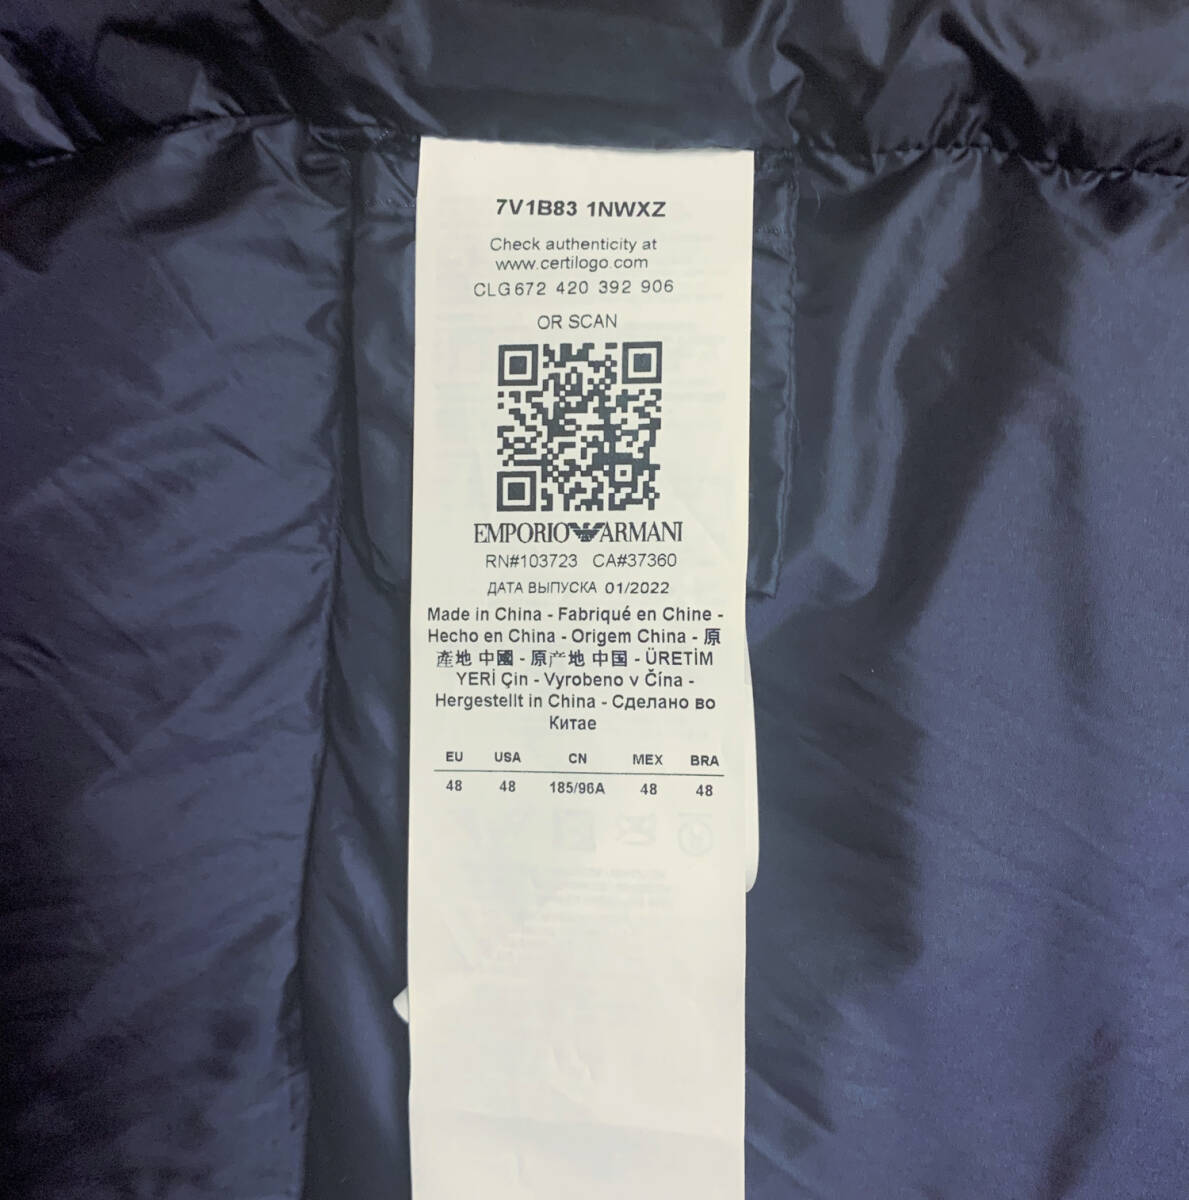 7V1B83 1NWXZ
Check authenticity at
www.certilogo.com
CLG 672 420 392 906
OR SCAN
EMPORIO ARMANI
RN#103723 CA#37360
ДАТА ВЫПУСКА 01/2022
Made in China - Fabriqué en Chine -
Hecho en China - Origem China - 原
產地 中國 - 原产地 中国 - ÜRETİM
YERİ Çin - Vyrobeno v Čína -
Hergestellt in China - Сделано во
Китае
EU USA CN MEX BRA
48 48 185/96A 48 48